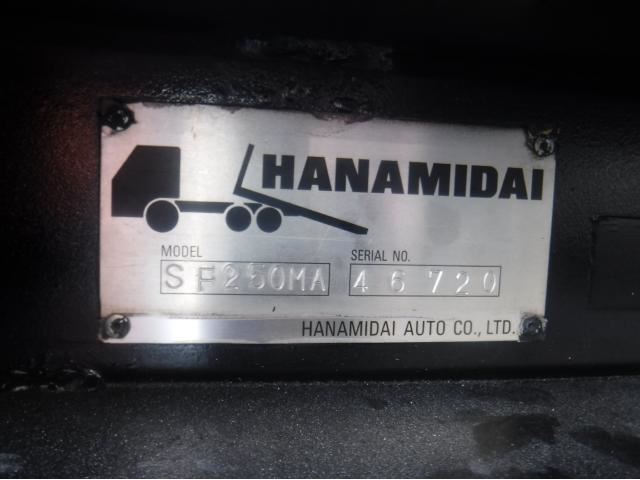 HANAMIDAI
MODEL SERIAL NO.
SF250MA 46720
HANAMIDAI AUTO CO., LTD.